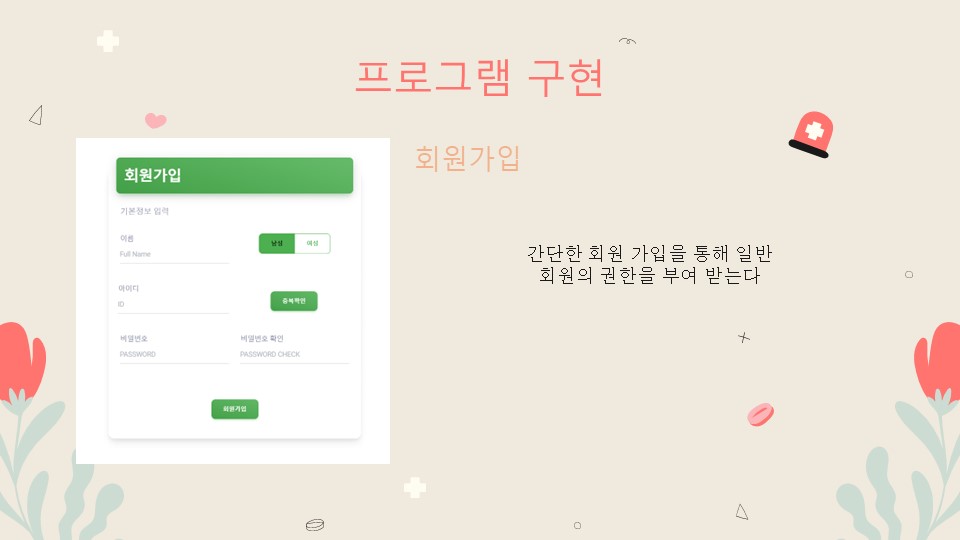 프로그램 구현
회원가입
회원가입
기본정보 입력
이름
Full Name
남성 여성
아이디
ID
중복확인
비밀번호 비밀번호 확인
PASSWORD PASSWORD CHECK
회원가입
간단한 회원 가입을 통해 일반
회원의 권한을 부여 받는다